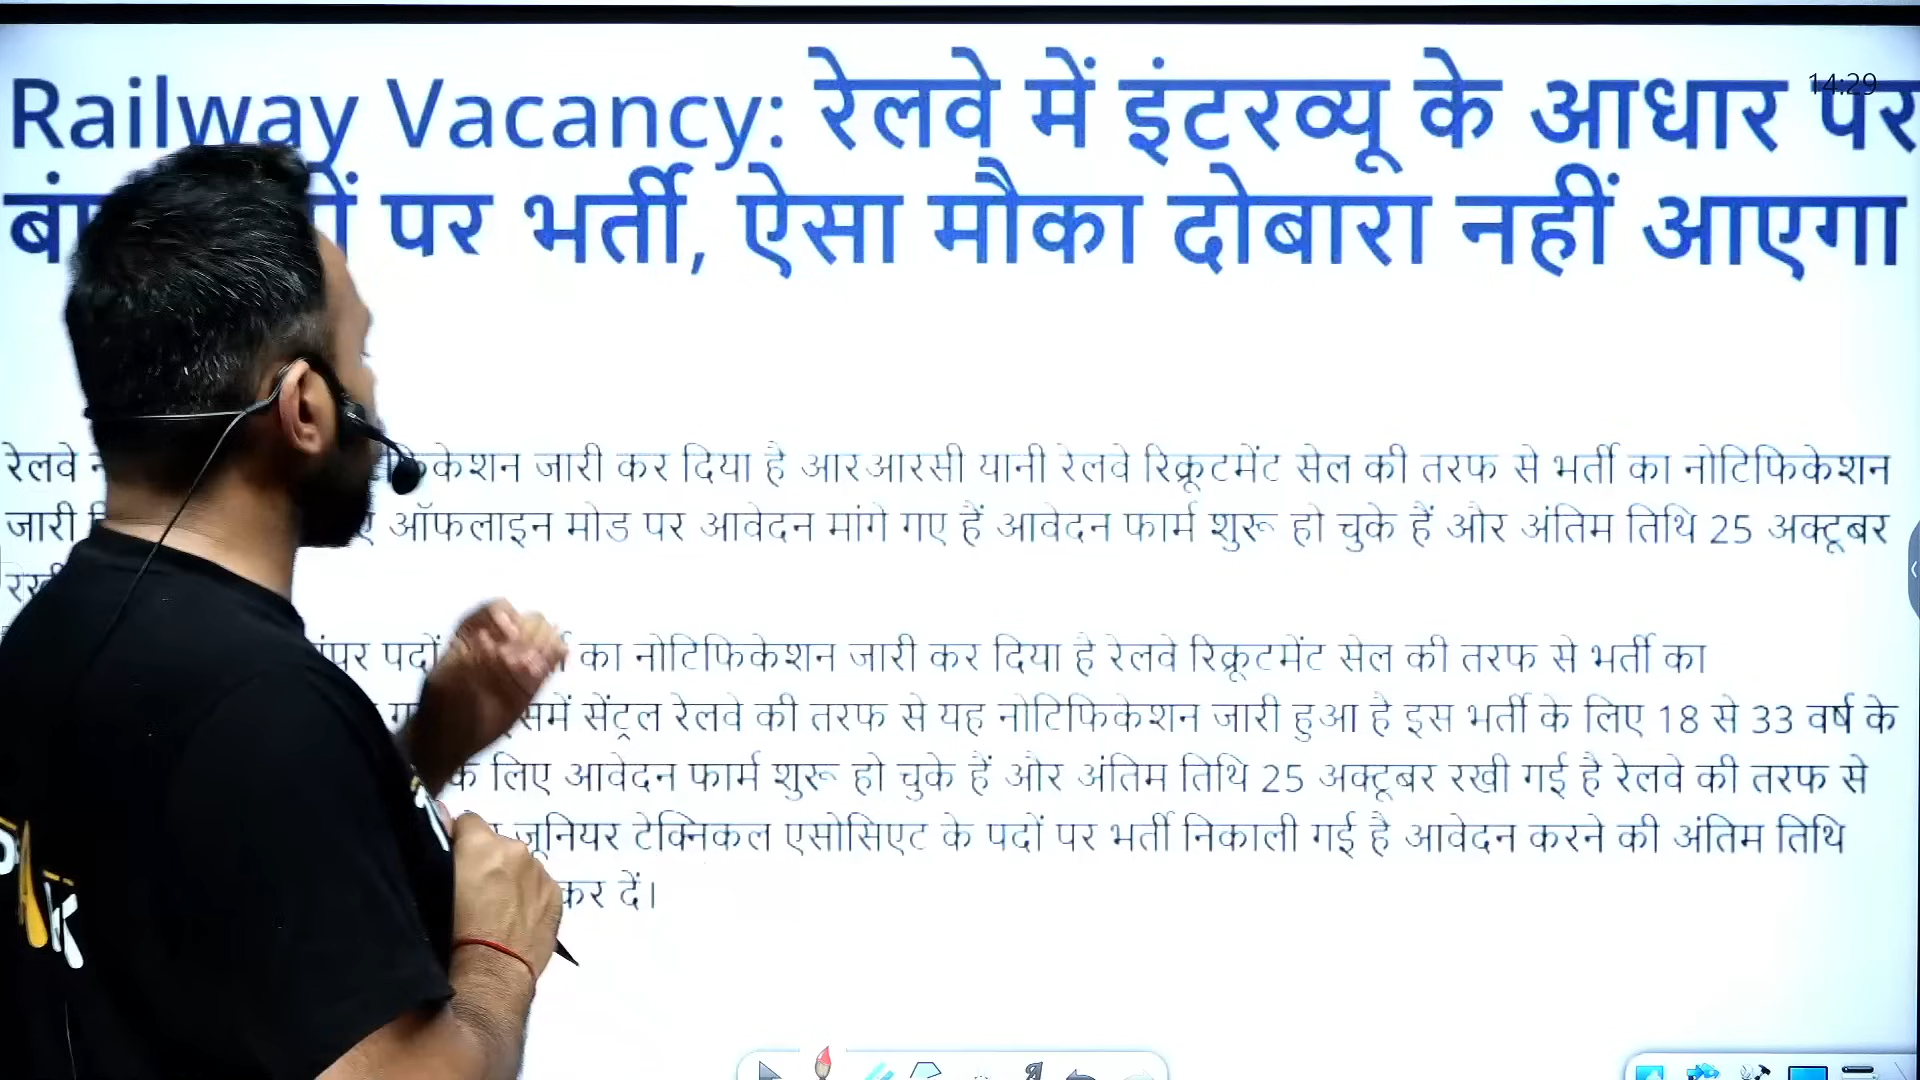 14:29
Railway Vacancy: रेलवे में इंटरव्यू के आधार पर
पर भर्ती, ऐसा मौका दोबारा नहीं आएगा
रेलवे जारी कर दिया है आरआरसी यानी रेलवे रिक्रूटमेंट सेल की तरफ से भर्ती का नोटिफिकेशन
जारी ऑफलाइन मोड पर आवेदन मांगे गए हैं आवेदन फार्म शुरू हो चुके हैं और अंतिम तिथि 25 अक्टूबर
पदों का नोटिफिकेशन जारी कर दिया है रेलवे रिक्रूटमेंट सेल की तरफ से भर्ती का
सेंट्रल रेलवे की तरफ से यह नोटिफिकेशन जारी हुआ है इस भर्ती के लिए 18 से 33 वर्ष के
के लिए आवेदन फार्म शुरू हो चुके हैं और अंतिम तिथि 25 अक्टूबर रखी गई है रेलवे की तरफ से
जूनियर टेक्निकल एसोसिएट के पदों पर भर्ती निकाली गई है आवेदन करने की अंतिम तिथि
कर दें।